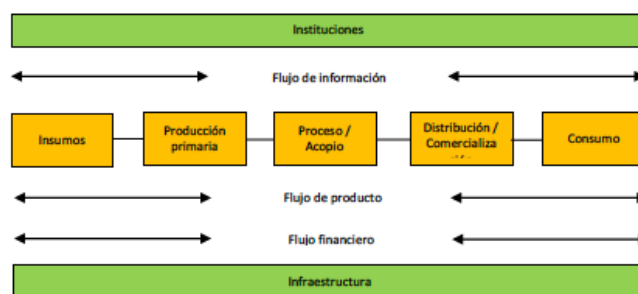 Instituciones
Flujo de información
Insumos
Producción
primaria
Proceso /
Acopio
Distribución /
Comercializa
Consumo
Flujo de producto
Flujo financiero
Infraestructura